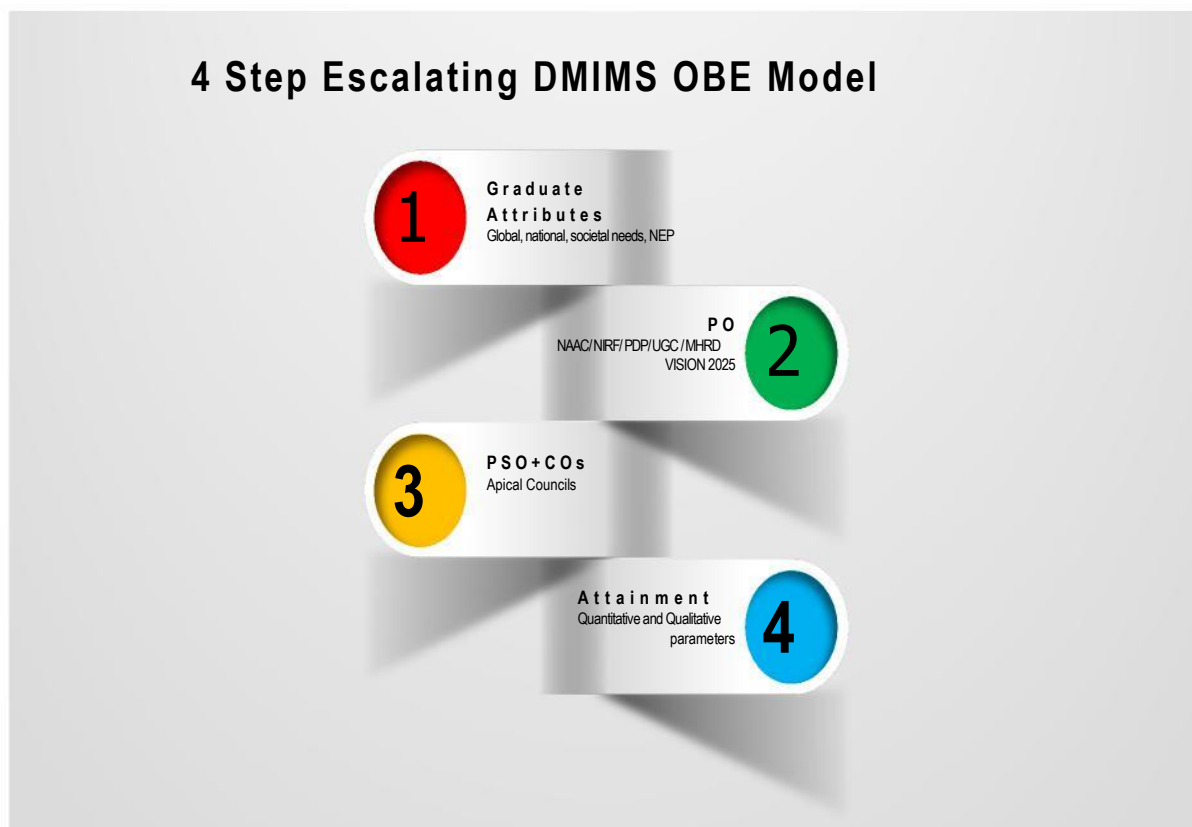 4 Step Escalating DMIMS OBE Model
1
Graduate
Attributes
Global, national, societal needs, NEP
PO
NAAC/ NIRF/ PDP/ UGC / MHRD
VISION 2025
2
3
PSO+COs
Apical Councils
Attainment
Quantitative and Qualitative
parameters
4